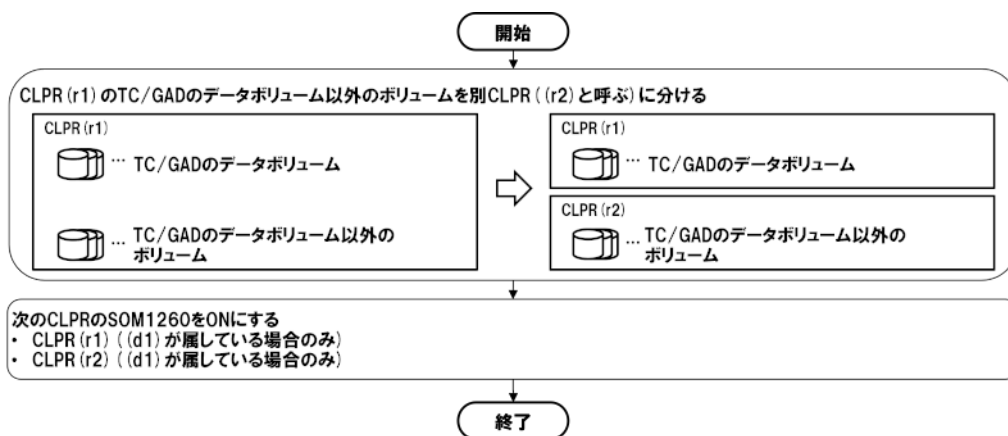 開始
CLPR(r1)のTC/GADのデータボリューム以外のボリュームを別CLPR((r2)と呼ぶ)に分ける
CLPR(r1)
… TC/GADのデータボリューム
… TC/GADのデータボリューム以外の
ボリューム
CLPR(r1)
… TC/GADのデータボリューム
CLPR(r2)
… TC/GADのデータボリューム以外の
ボリューム
次のCLPRのSOM1260をONにする
• CLPR(r1)((d1)が属している場合のみ)
• CLPR(r2)((d1)が属している場合のみ)
終了